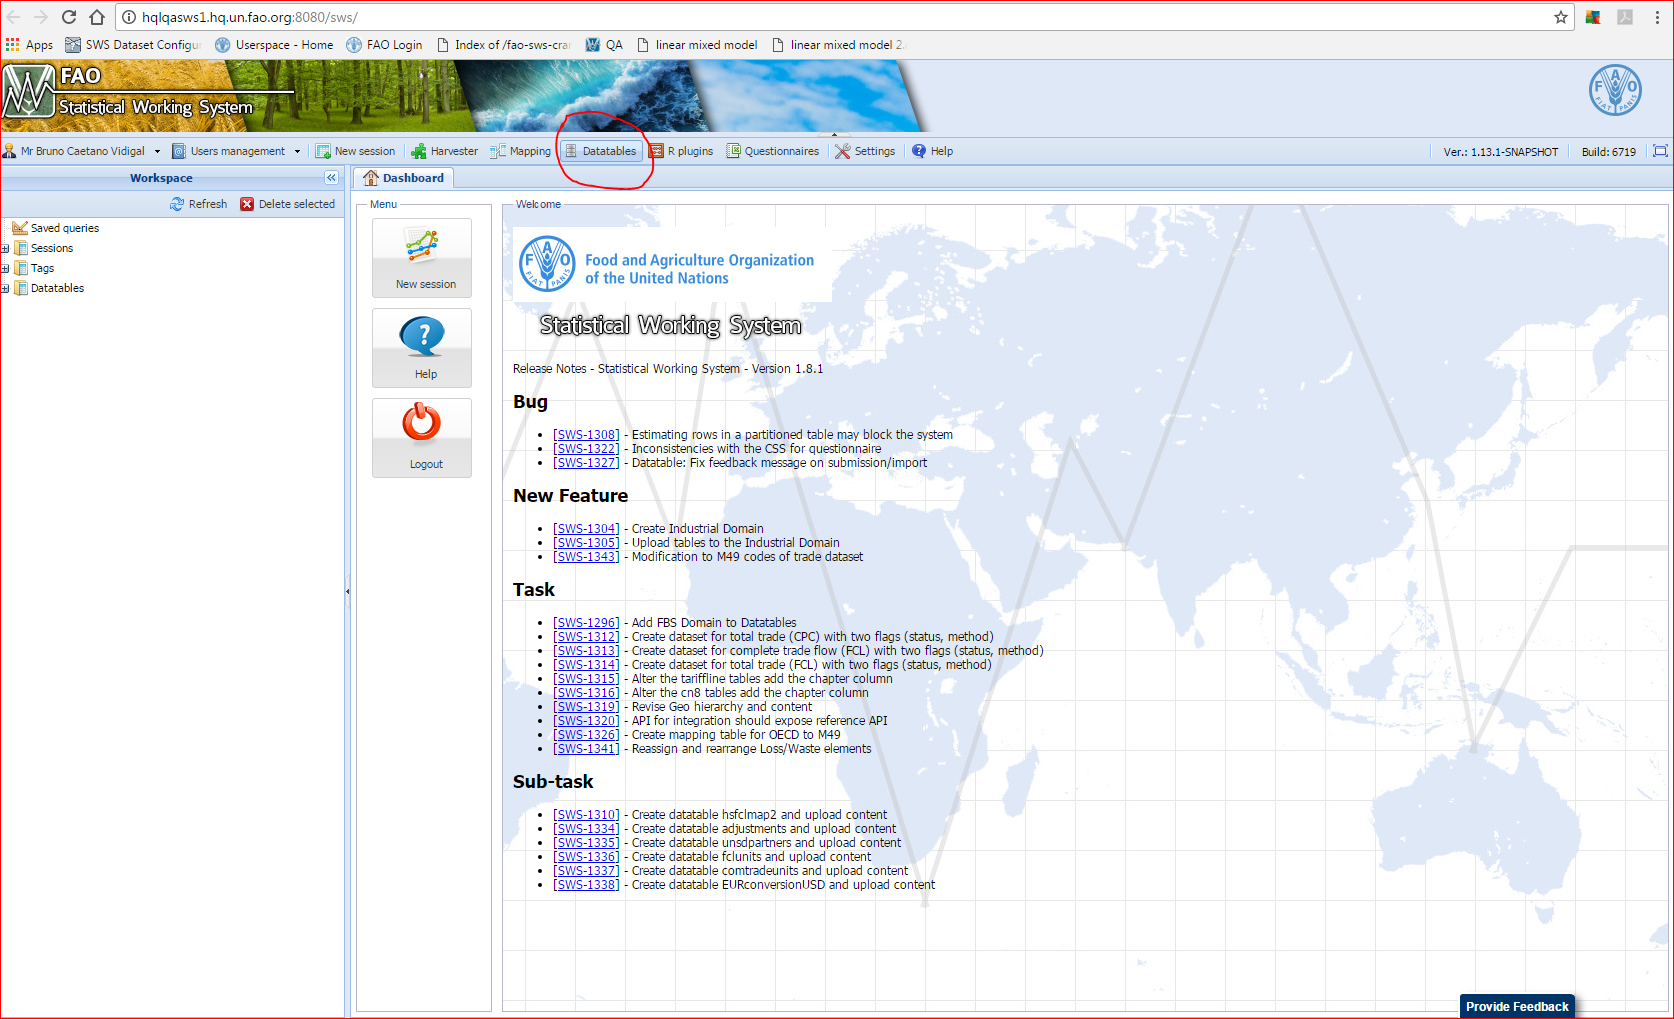 hqlqasws1.hq.un.fao.org:8080/sws/
Apps SWS Dataset Configur Userspace - Home FAO Login Index of /fao-sws-cran QA linear mixed model linear mixed model 2.
FAO
Statistical Working System
FAO FIAT PANIS
Mr Bruno Caetano Vidigal Users management New session Harvester Mapping Datatables R plugins Questionnaires Settings Help Ver.: 1.13.1-SNAPSHOT Build: 6719
Workspace
Dashboard
Refresh Delete selected
Saved queries
Sessions
Tags
Datatables
Menu
New session
Help
Logout
Welcome
FAO FIAT PANIS
Food and Agriculture Organization
of the United Nations
Statistical Working System
Release Notes - Statistical Working System - Version 1.8.1
Bug
[SWS-1308] - Estimating rows in a partitioned table may block the system
[SWS-1322] - Inconsistencies with the CSS for questionnaire
[SWS-1327] - Datatable: Fix feedback message on submission/import
New Feature
[SWS-1304] - Create Industrial Domain
[SWS-1305] - Upload tables to the Industrial Domain
[SWS-1343] - Modification to M49 codes of trade dataset
Task
[SWS-1296] - Add FBS Domain to Datatables
[SWS-1312] - Create dataset for total trade (CPC) with two flags (status, method)
[SWS-1313] - Create dataset for complete trade flow (FCL) with two flags (status, method)
[SWS-1314] - Create dataset for total trade (FCL) with two flags (status, method)
[SWS-1315] - Alter the tariffline tables add the chapter column
[SWS-1316] - Alter the cn8 tables add the chapter column
[SWS-1319] - Revise Geo hierarchy and content
[SWS-1320] - API for integration should expose reference API
[SWS-1326] - Create mapping table for OECD to M49
[SWS-1341] - Reassign and rearrange Loss/Waste elements
Sub-task
[SWS-1310] - Create datatable hsfclmap2 and upload content
[SWS-1334] - Create datatable adjustments and upload content
[SWS-1335] - Create datatable unsdpartners and upload content
[SWS-1336] - Create datatable fclunits and upload content
[SWS-1337] - Create datatable comtradeunits and upload content
[SWS-1338] - Create datatable EURconversionUSD and upload content
Provide Feedback